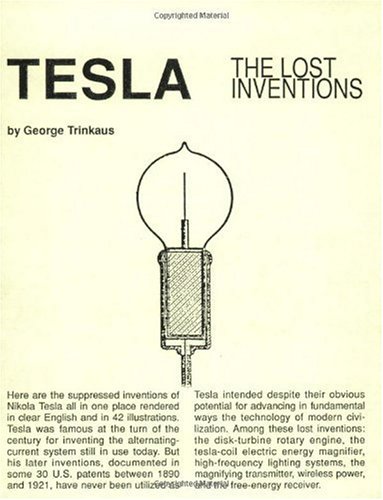 Copyrighted Material
TESLA
THE LOST
INVENTIONS
by George Trinkaus
Here are the suppressed inventions of
Nikola Tesla all in one place rendered
in clear English and in 42 illustrations.
Tesla was famous at the turn of the
century for inventing the alternating-
current system still in use today. But
his later inventions, documented in
some 30 U.S. patents between 1890
and 1921, have never been utilized as
Tesla intended despite their obvious
potential for advancing in fundamental
ways the technology of modern civi-
lization. Among these lost inventions:
the disk-turbine rotary engine, the
tesla-coil electric energy magnifier,
high-frequency lighting systems, the
magnifying transmitter, wireless power,
and the free-energy receiver.